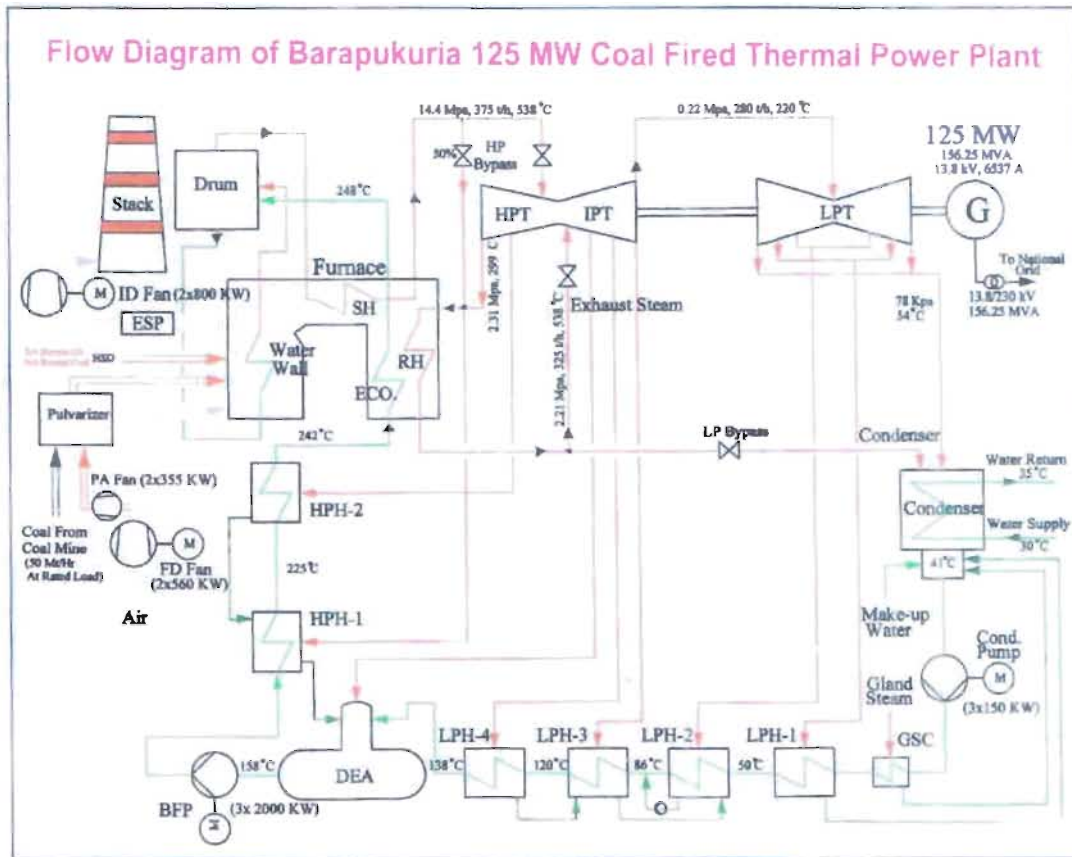 Flow Diagram of Barapukuria 125 MW Coal Fired Thermal Power Plant
14.4 Mpa, 375 t/h, 538°C
0.22 Mpa, 280 t/h, 220°C
50%
HP
Bypass
125 MW
156.25 MVA
13.8 kV, 6537 A
Drum
Stack
248°C
HPT
IPT
LPT
G
To National
Grid
13.8/230 kV
156.25 MVA
Furnace
M
ID Fan (2x800 KW)
ESP
SH
2.31 Mpa, 299 C
Exhaust Steam
78 Kpa
54°C
Water
Wall
RH
ECO.
HSD
2.21 Mpa, 325 t/h, 538°C
Pulvarizer
242°C
LP Bypass
Condenser
PA Fan (2x355 KW)
HPH-2
Water Return
35°C
Condenser
Water Supply
30°C
41°C
Coal From
Coal Mine
(50 Mt/Hr
At Rated Load)
M
FD Fan
(2x560 KW)
225℃
Air
HPH-1
Make-up
Water
Cond.
Pump
M
(3x150 KW)
Gland
Steam
GSC
LPH-4
LPH-3
LPH-2
LPH-1
158°C
DEA
138°C
120°C
86°C
50℃
BFP
M
(3x 2000 KW)